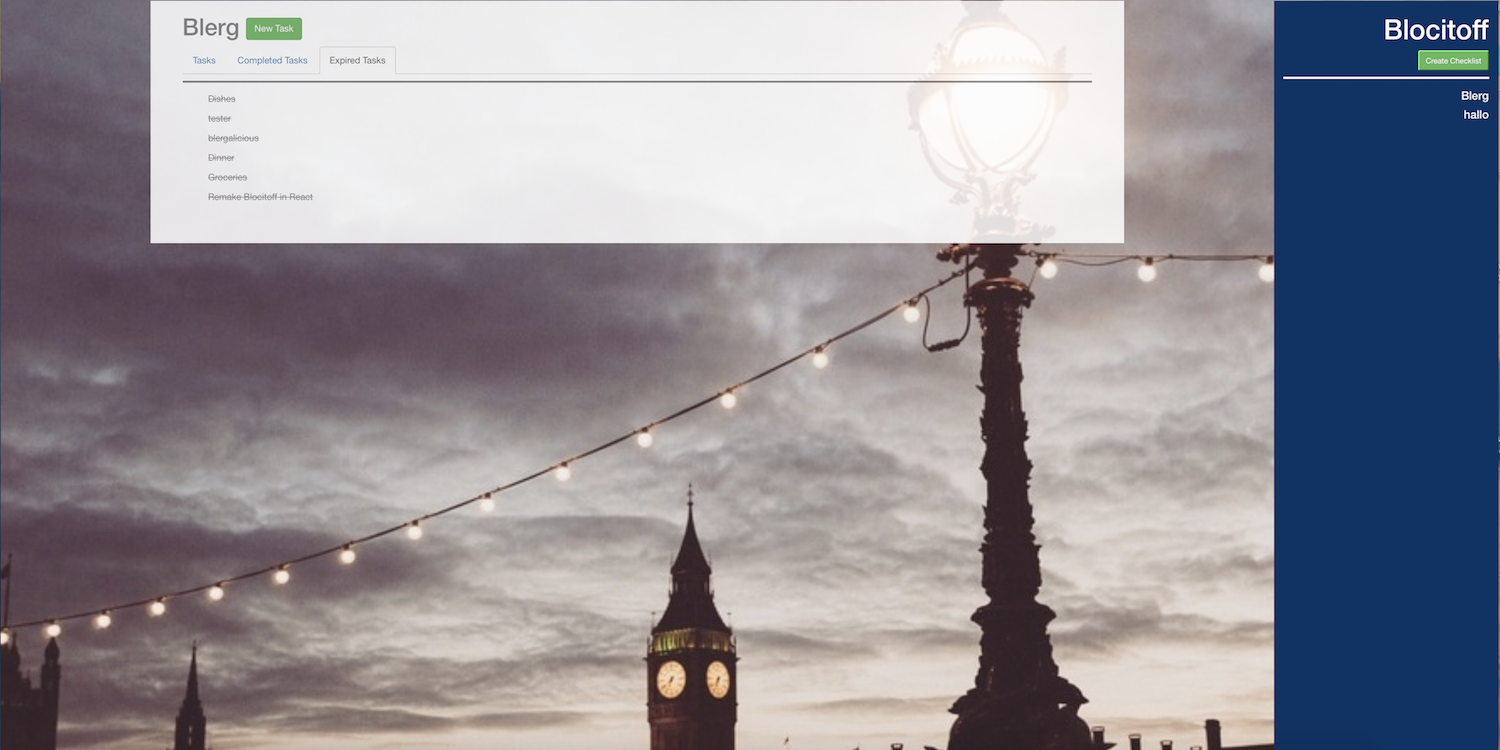 Blerg New Task
Tasks Completed Tasks Expired Tasks
Dishes
tester
blergalicious
Dinner
Groceries
Remake Blocitoff in React
Blocitoff
Create Checklist
Blerg
hallo